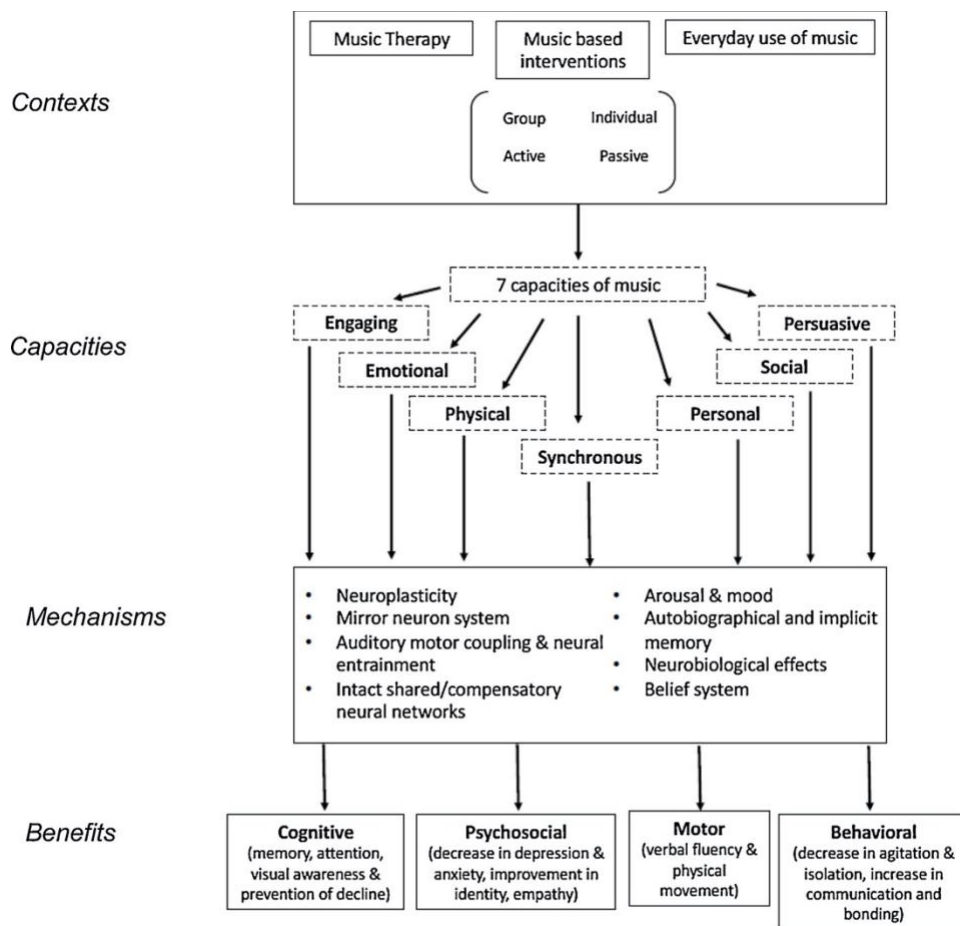 Contexts
Music Therapy
Music based
interventions
Everyday use of music
Group Individual
Active Passive
Capacities
7 capacities of music
Engaging
Persuasive
Emotional
Social
Physical
Personal
Synchronous
Mechanisms
• Neuroplasticity
• Mirror neuron system
• Auditory motor coupling & neural
entrainment
• Intact shared/compensatory
neural networks
• Arousal & mood
• Autobiographical and implicit
memory
• Neurobiological effects
• Belief system
Benefits
Cognitive
(memory, attention,
visual awareness &
prevention of decline)
Psychosocial
(decrease in depression &
anxiety, improvement in
identity, empathy)
Motor
(verbal fluency &
physical
movement)
Behavioral
(decrease in agitation &
isolation, increase in
communication and
bonding)